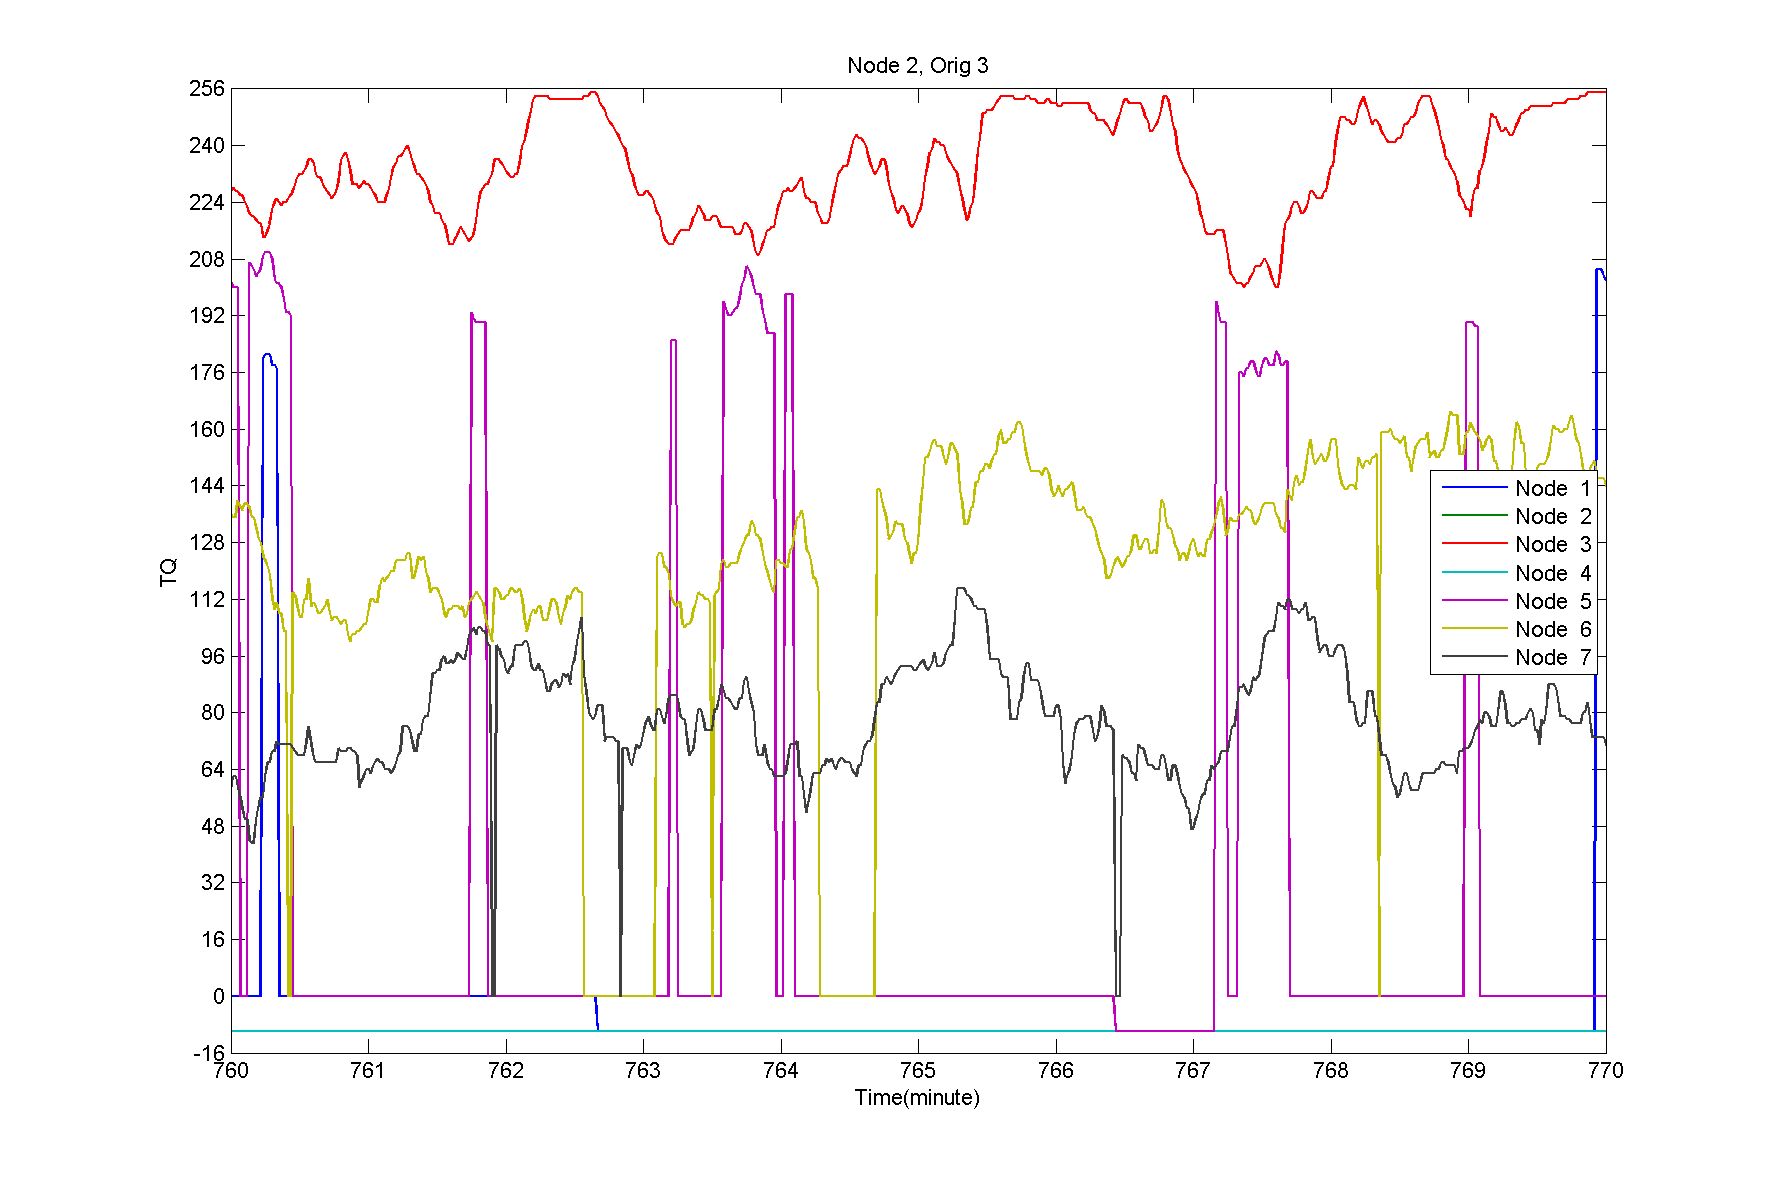 Node 2, Orig 3
256
240
224
208
192
176
160
144
128
112
96
80
64
48
32
16
0
-16
TQ
Node 1
Node 2
Node 3
Node 4
Node 5
Node 6
Node 7
760 761 762 763 764 765 766 767 768 769 770
Time(minute)